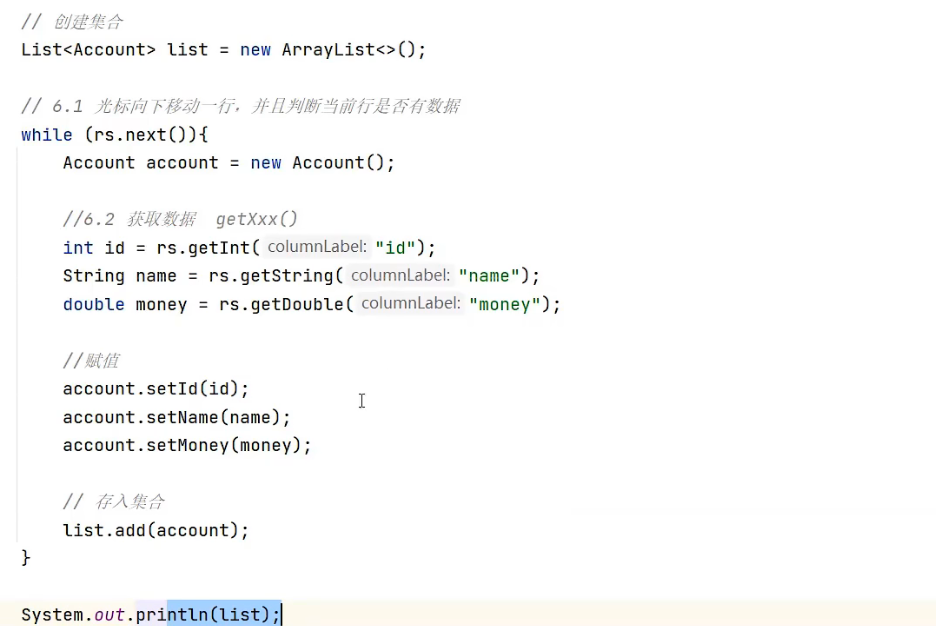 // 创建集合
List<Account> list = new ArrayList<>();
// 6.1 光标向下移动一行，并且判断当前行是否有数据
while (rs.next()){
Account account = new Account();
//6.2 获取数据  getXxx()
int id = rs.getInt( columnLabel: "id");
String name = rs.getString( columnLabel: "name");
double money = rs.getDouble( columnLabel: "money");
//赋值
account.setId(id);
account.setName(name);
account.setMoney(money);
// 存入集合
list.add(account);
}
System.out.println(list);